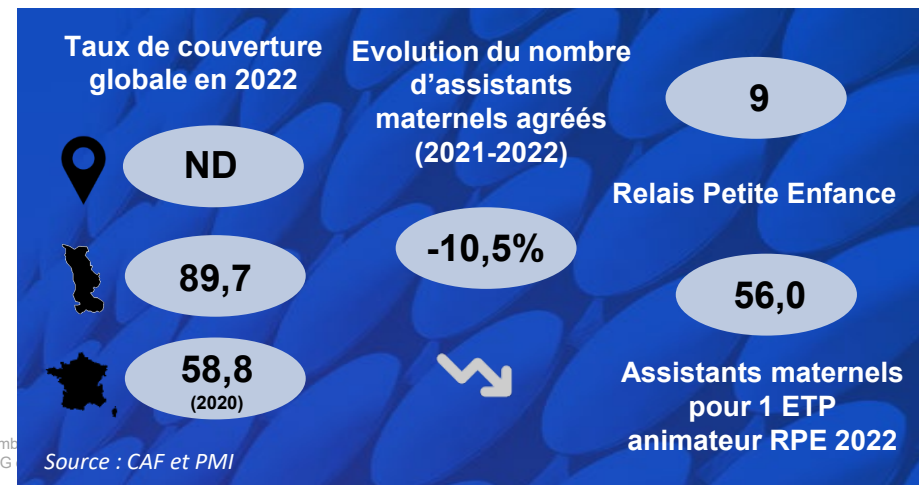 Taux de couverture
globale en 2022
ND
89,7
58,8
(2020)
Evolution du nombre
d’assistants
maternels agréés
(2021-2022)
-10,5%
9
Relais Petite Enfance
56,0
Assistants maternels
pour 1 ETP
animateur RPE 2022
Source : CAF et PMI